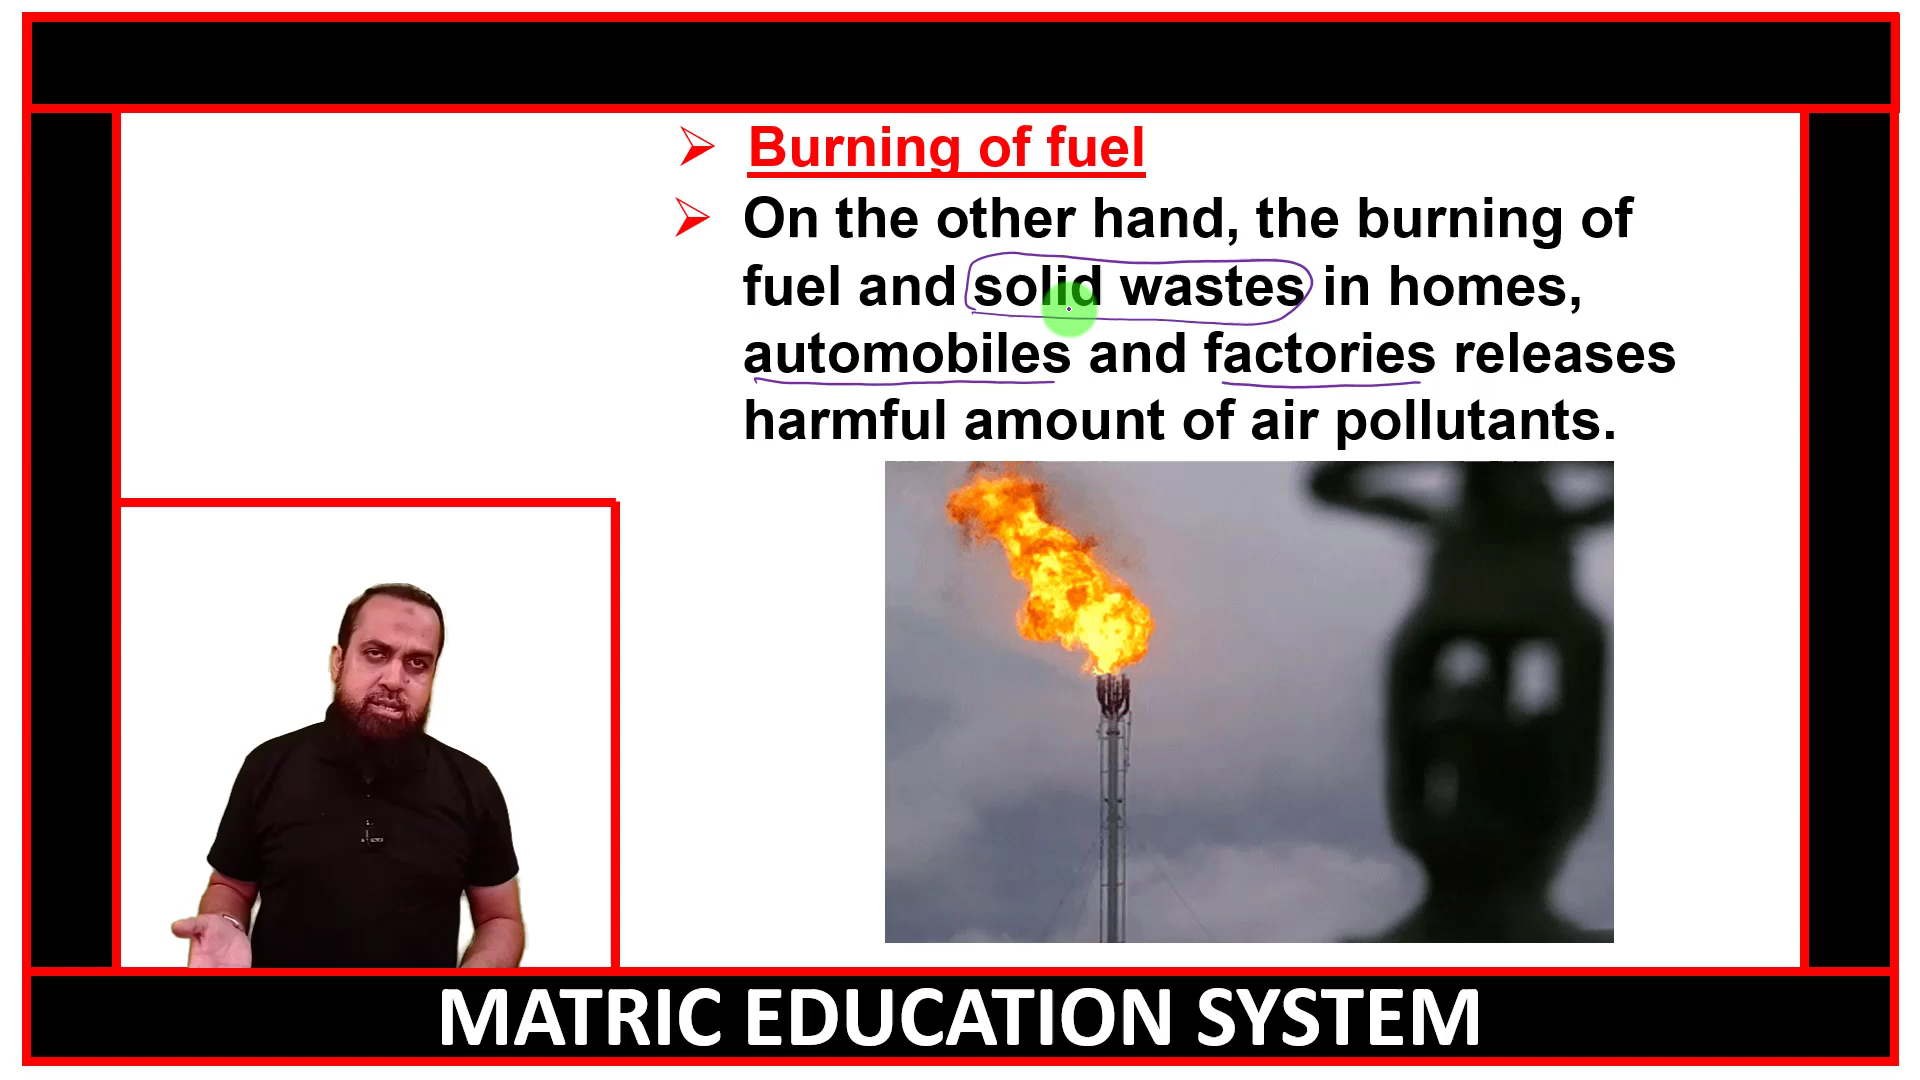 Burning of fuel
On the other hand, the burning of
fuel and solid wastes in homes,
automobiles and factories releases
harmful amount of air pollutants.
MATRIC EDUCATION SYSTEM